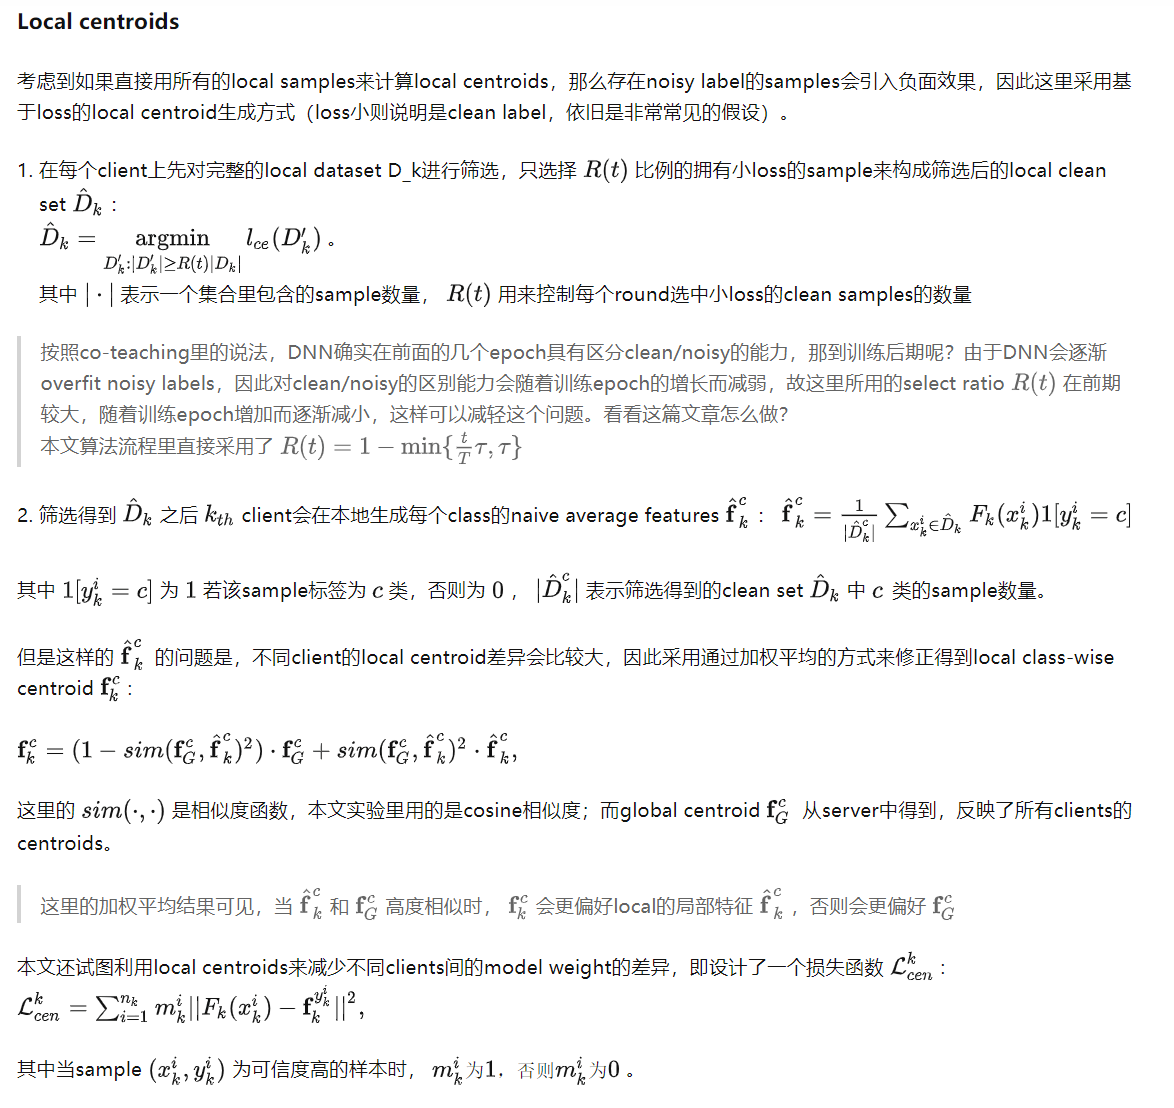 Local centroids
考虑到如果直接用所有的local samples来计算local centroids，那么存在noisy label的samples会引入负面效果，因此这里采用基
于loss的local centroid生成方式（loss小则说明是clean label，依旧是非常常见的假设）。
1. 在每个client上先对完整的local dataset D_k进行筛选，只选择 $R(t)$ 比例的拥有小loss的sample来构成筛选后的local clean
set $\hat{D}_k$：
$\hat{D}_k = \underset{D'_k:|D'_k|\geq R(t)|D_k|}{\operatorname{argmin}} l_{ce}(D'_k)$。
其中 $|\cdot|$ 表示一个集合里包含的sample数量， $R(t)$ 用来控制每个round选中小loss的clean samples的数量
按照co-teaching里的说法，DNN确实在前面的几个epoch具有区分clean/noisy的能力，那到训练后期呢？由于DNN会逐渐
overfit noisy labels，因此对clean/noisy的区别能力会随着训练epoch的增长而减弱，故这里所用的select ratio $R(t)$ 在前期
较大，随着训练epoch增加而逐渐减小，这样可以减轻这个问题。看看这篇文章怎么做？
本文算法流程里直接采用了 $R(t) = 1 - \min\{\frac{t}{T}\tau, \tau\}$
2. 筛选得到 $\hat{D}_k$ 之后 $k_{th}$ client会在本地生成每个class的naive average features $\hat{\mathbf{f}}_k^c$： $\hat{\mathbf{f}}_k^c = \frac{1}{|\hat{D}_k^c|}\sum_{x_k^i \in \hat{D}_k} F_k(x_k^i)1[y_k^i = c]$
其中 $1[y_k^i = c]$ 为 1 若该sample标签为 $c$ 类，否则为 0， $|\hat{D}_k^c|$ 表示筛选得到的clean set $\hat{D}_k$ 中 $c$ 类的sample数量。
但是这样的 $\hat{\mathbf{f}}_k^c$ 的问题是，不同client的local centroid差异会比较大，因此采用通过加权平均的方式来修正得到local class-wise
centroid $\mathbf{f}_k^c$：
$\mathbf{f}_k^c = (1 - sim(\mathbf{f}_G^c, \hat{\mathbf{f}}_k^c)^2) \cdot \mathbf{f}_G^c + sim(\mathbf{f}_G^c, \hat{\mathbf{f}}_k^c)^2 \cdot \hat{\mathbf{f}}_k^c,$
这里的 $sim(\cdot,\cdot)$ 是相似度函数，本文实验里用的是cosine相似度；而global centroid $\mathbf{f}_G^c$ 从server中得到，反映了所有clients的
centroids。
这里的加权平均结果可见，当 $\hat{\mathbf{f}}_k^c$ 和 $\mathbf{f}_G^c$ 高度相似时， $\mathbf{f}_k^c$ 会更偏好local的局部特征 $\hat{\mathbf{f}}_k^c$，否则会更偏好 $\mathbf{f}_G^c$
本文还试图利用local centroids来减少不同clients间的model weight的差异，即设计了一个损失函数 $\mathcal{L}_{cen}^k$：
$\mathcal{L}_{cen}^k = \sum_{i=1}^{n_k} m_k^i ||F_k(x_k^i) - \mathbf{f}_k^{y_k^i}||^2,$
其中当sample $(x_k^i, y_k^i)$ 为可信度高的样本时， $m_k^i$为1，否则$m_k^i$为0。